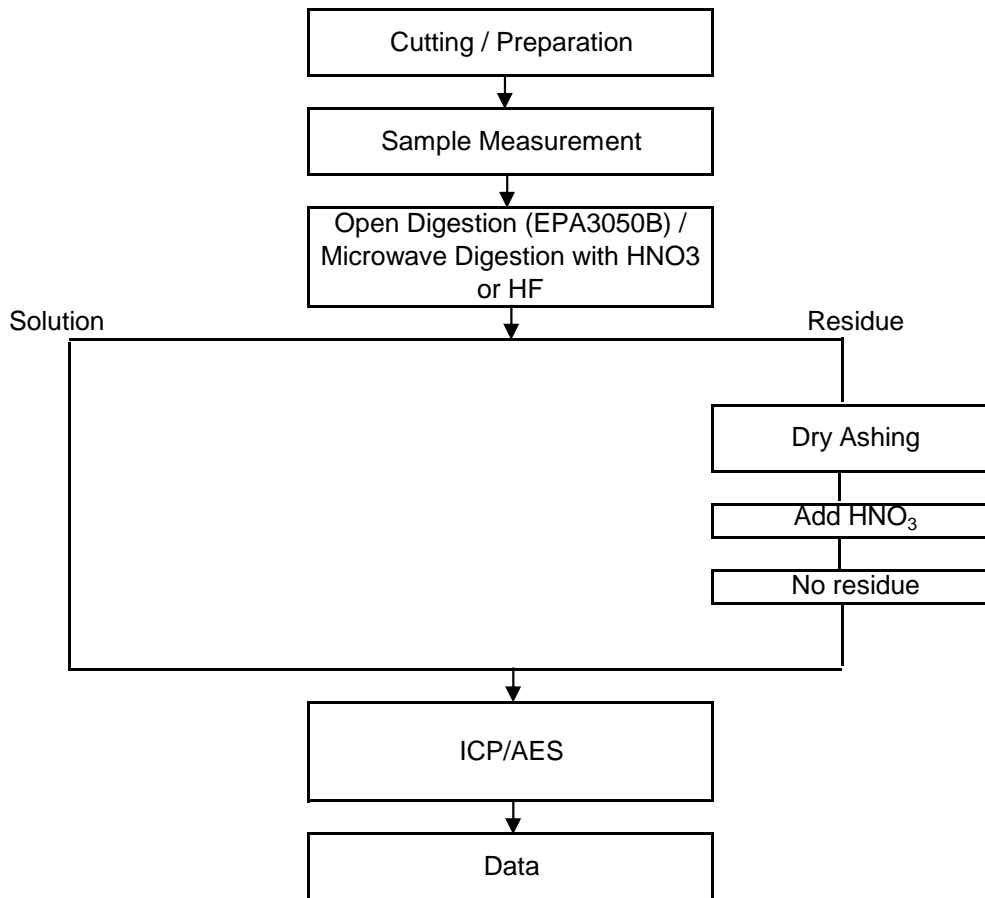 Cutting / Preparation
Sample Measurement
Open Digestion (EPA3050B) /
Microwave Digestion with HNO3
or HF
Solution
Residue
Dry Ashing
Add HNO₃
No residue
ICP/AES
Data